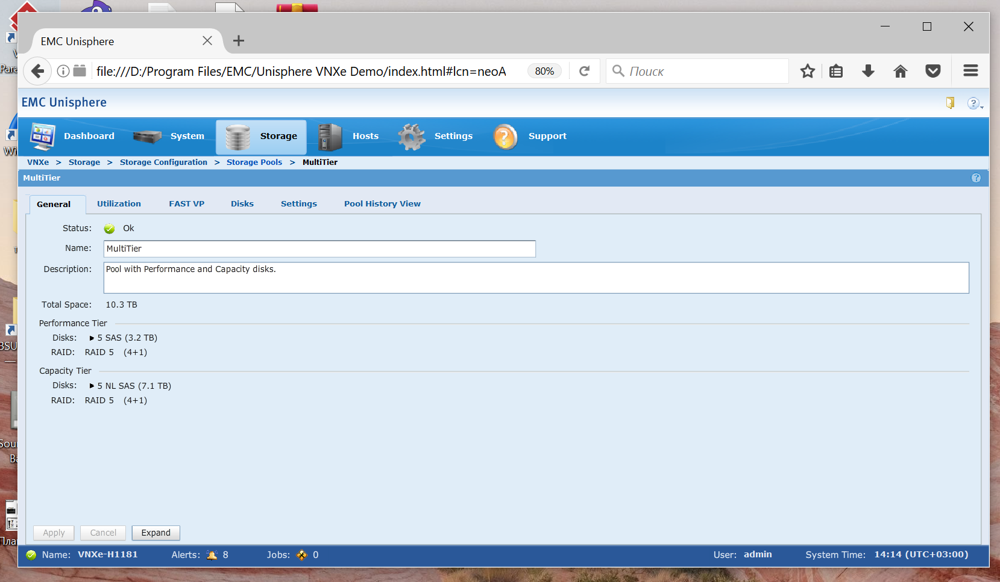 EMC Unisphere
file:///D:/Program Files/EMC/Unisphere VNXe Demo/index.html#lcn=neoA 80% Поиск
EMC Unisphere
Dashboard System Storage Hosts Settings Support
VNXe > Storage > Storage Configuration > Storage Pools > MultiTier
MultiTier
General Utilization FAST VP Disks Settings Pool History View
Status: Ok
Name: MultiTier
Description: Pool with Performance and Capacity disks.
Total Space: 10.3 TB
Performance Tier
Disks: 5 SAS (3.2 TB)
RAID: RAID 5 (4+1)
Capacity Tier
Disks: 5 NL SAS (7.1 TB)
RAID: RAID 5 (4+1)
Apply Cancel Expand
Name: VNXe-H1181 Alerts: 8 Jobs: 0 User: admin System Time: 14:14 (UTC+03:00)